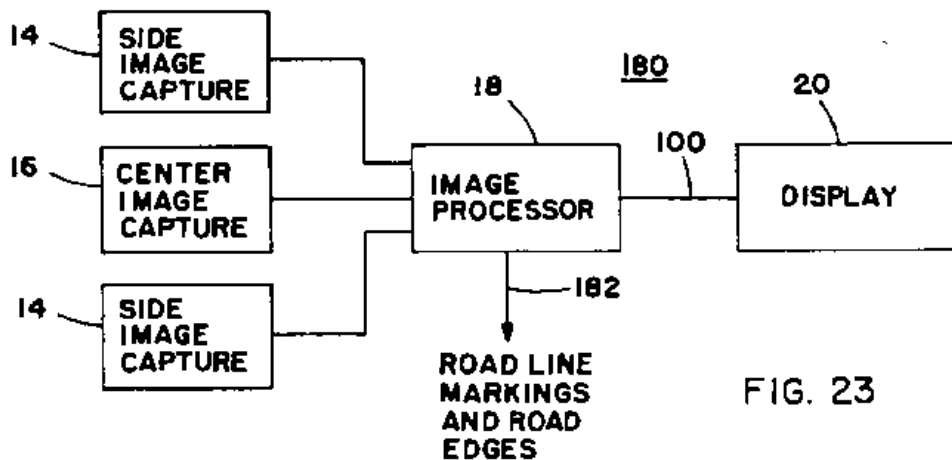 14
SIDE
IMAGE
CAPTURE
16
CENTER
IMAGE
CAPTURE
14
SIDE
IMAGE
CAPTURE
18
IMAGE
PROCESSOR
180
100
20
DISPLAY
182
ROAD LINE
MARKINGS
AND ROAD
EDGES
FIG. 23